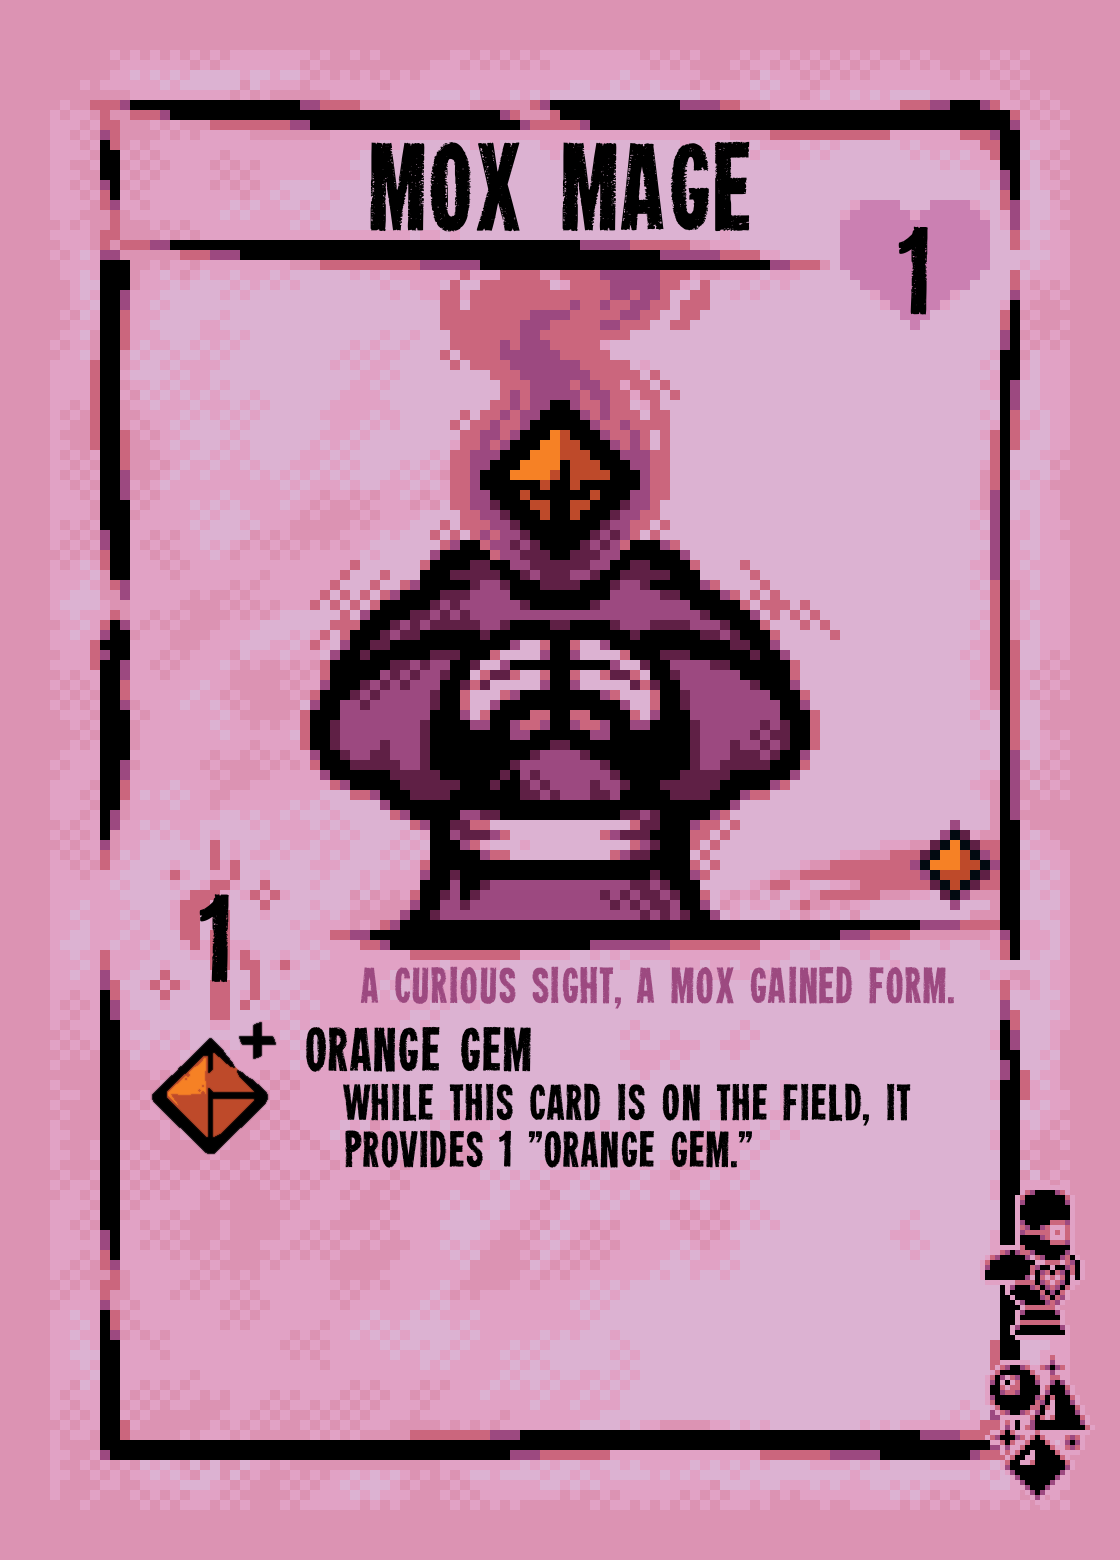 MOX MAGE
1
1
A CURIOUS SIGHT, A MOX GAINED FORM.
+ ORANGE GEM
WHILE THIS CARD IS ON THE FIELD, IT
PROVIDES 1 "ORANGE GEM."